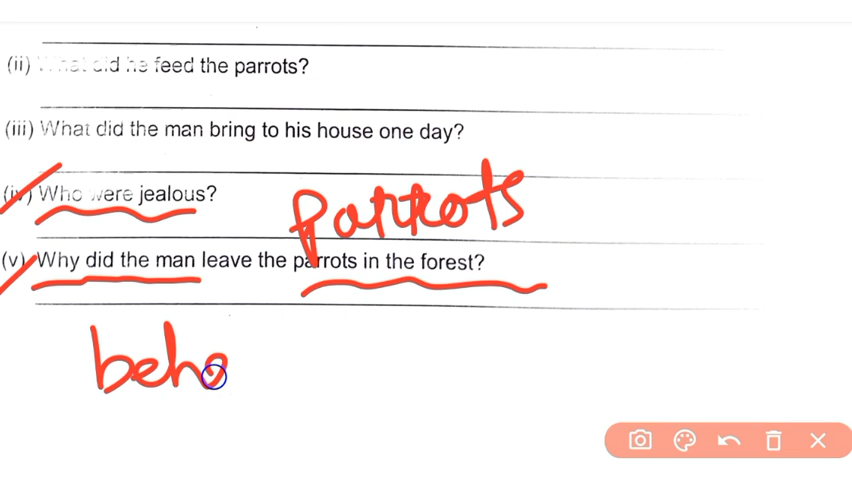 (ii) What did he feed the parrots?
(iii) What did the man bring to his house one day?
(iv) Who were jealous?
Parrots
(v) Why did the man leave the parrots in the forest?
beha